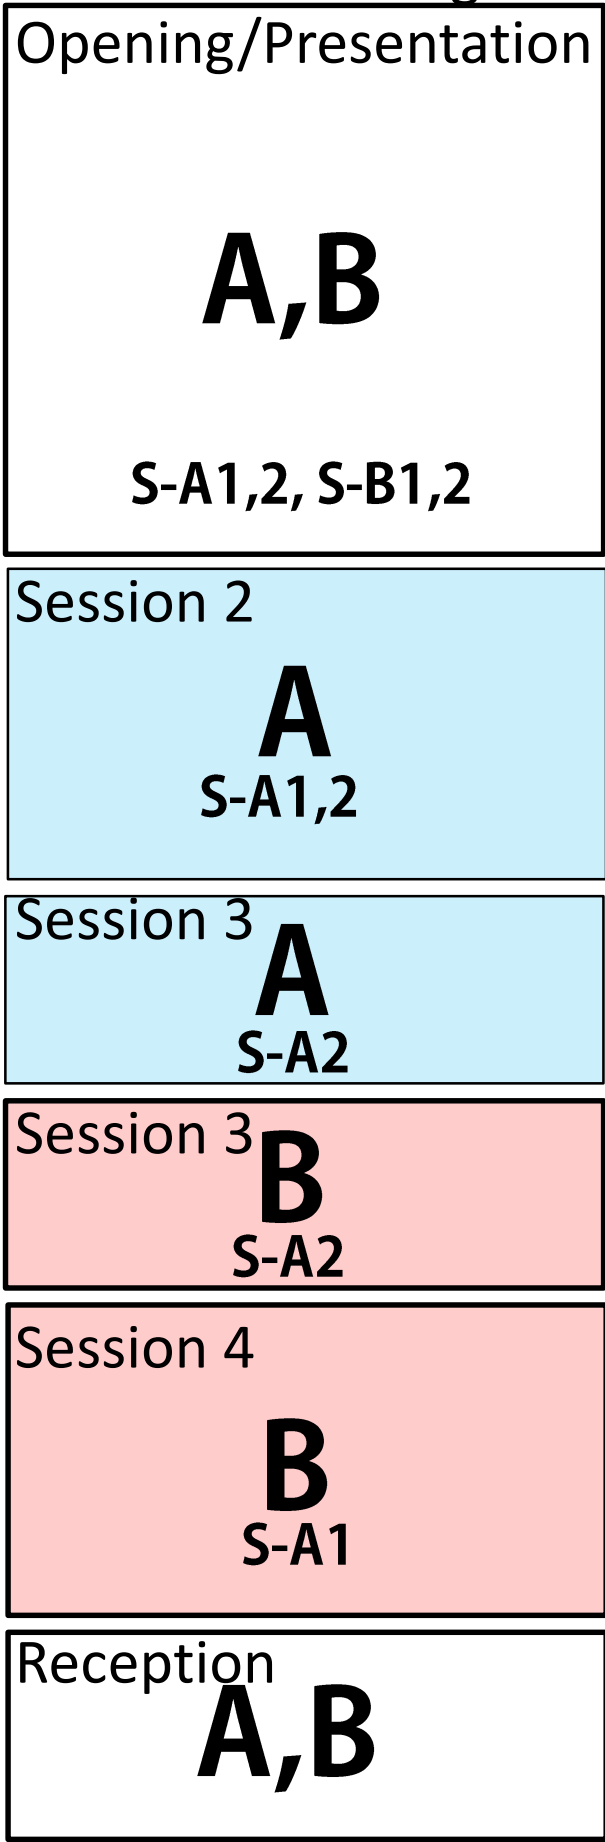 Opening/Presentation
A,B
S-A1,2, S-B1,2
Session 2
A
S-A1,2
Session 3
A
S-A2
Session 3
B
S-A2
Session 4
B
S-A1
Reception
A,B